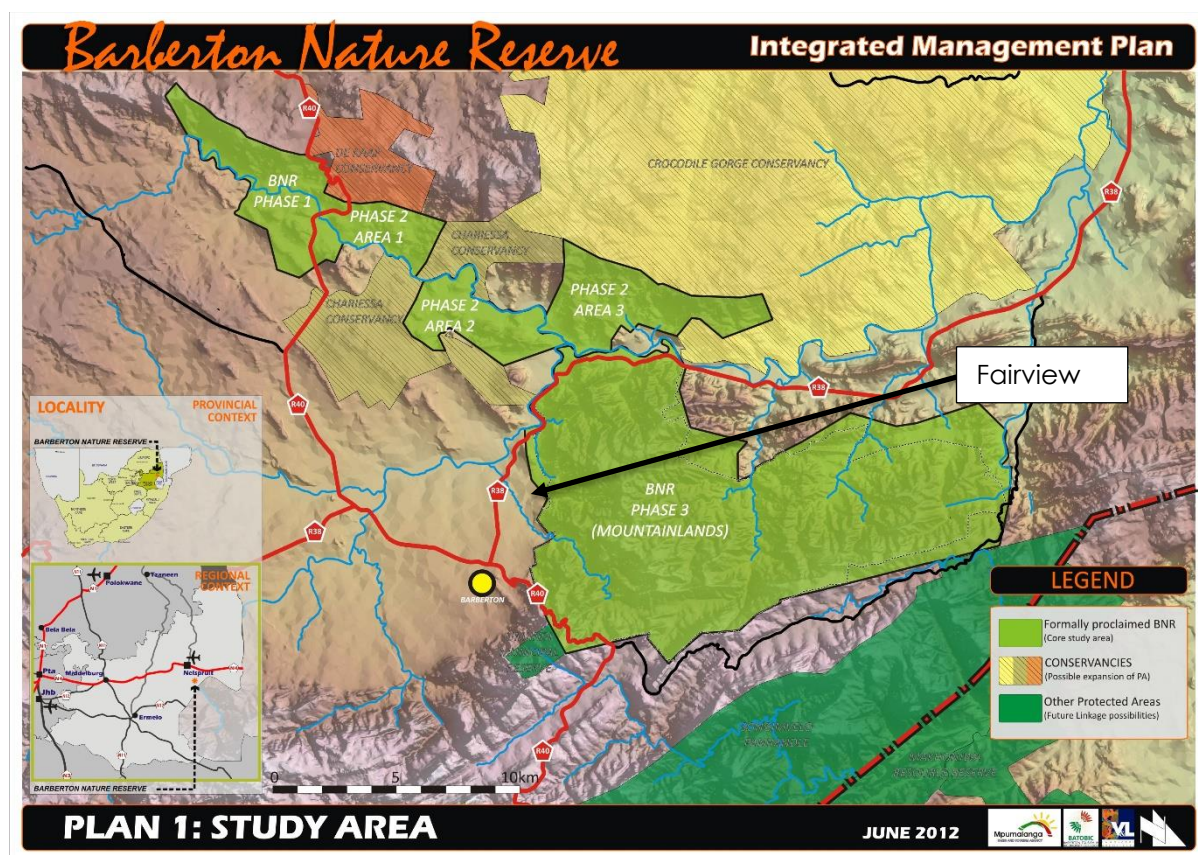 Barberton Nature Reserve
Integrated Management Plan
R40
DE KAAP
CONSERVANCY
CROCODILE GORGE CONSERVANCY
R38
BNR
PHASE 1
PHASE 2
AREA 1
CHARIESSA
CONSERVANCY
CHARIESSA
CONSERVANCY
PHASE 2
AREA 2
PHASE 2
AREA 3
Fairview
R38
R40
R38
R38
BNR
PHASE 3
(MOUNTAINLANDS)
BARBERTON
R40
R40
LOCALITY
PROVINCIAL
CONTEXT
BARBERTON NATURE RESERVE
REGIONAL
CONTEXT
Polokwane
Tzaneen
Bela Bela
Pta
Middelburg
Nelspruit
Jhb
Ermelo
BARBERTON NATURE RESERVE
0 5 10km
LEGEND
Formally proclaimed BNR
(Core study area)
CONSERVANCIES
(Possible expansion of PA)
Other Protected Areas
(Future Linkage possibilities)
PLAN 1: STUDY AREA
JUNE 2012
Mpumalanga
BATOBIC